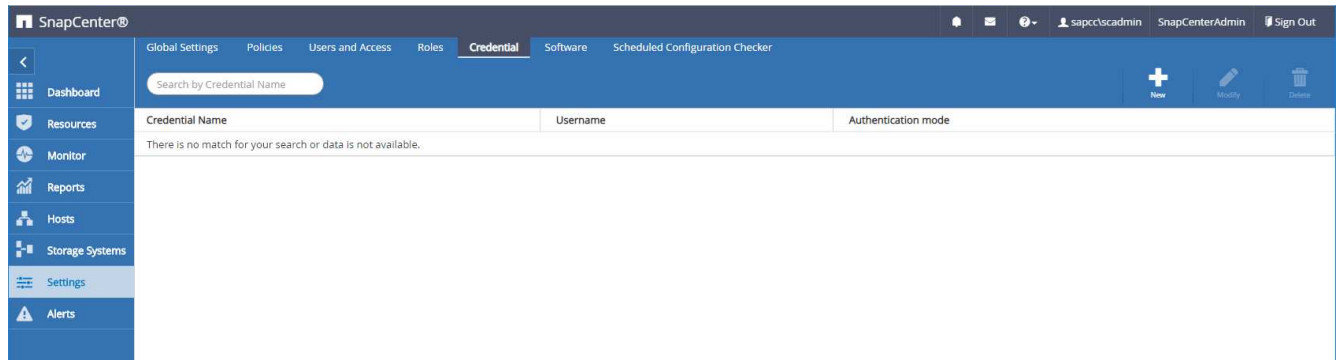 SnapCenter® sapcc\scadmin SnapCenterAdmin Sign Out
Global Settings Policies Users and Access Roles Credential Software Scheduled Configuration Checker
Search by Credential Name
New Modify Delete
Dashboard
Resources
Monitor
Reports
Hosts
Storage Systems
Settings
Alerts
Credential Name Username Authentication mode
There is no match for your search or data is not available.